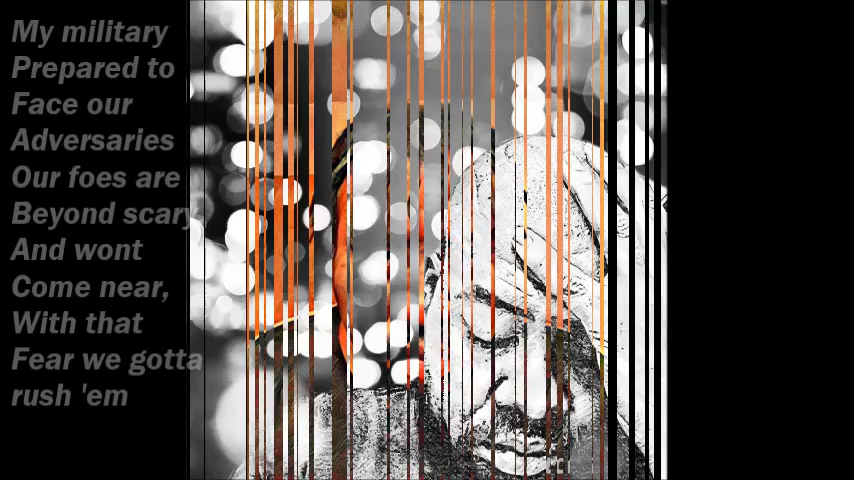 My military
Prepared to
Face our
Adversaries
Our foes are
Beyond scary
And wont
Come near,
With that
Fear we gotta
rush 'em